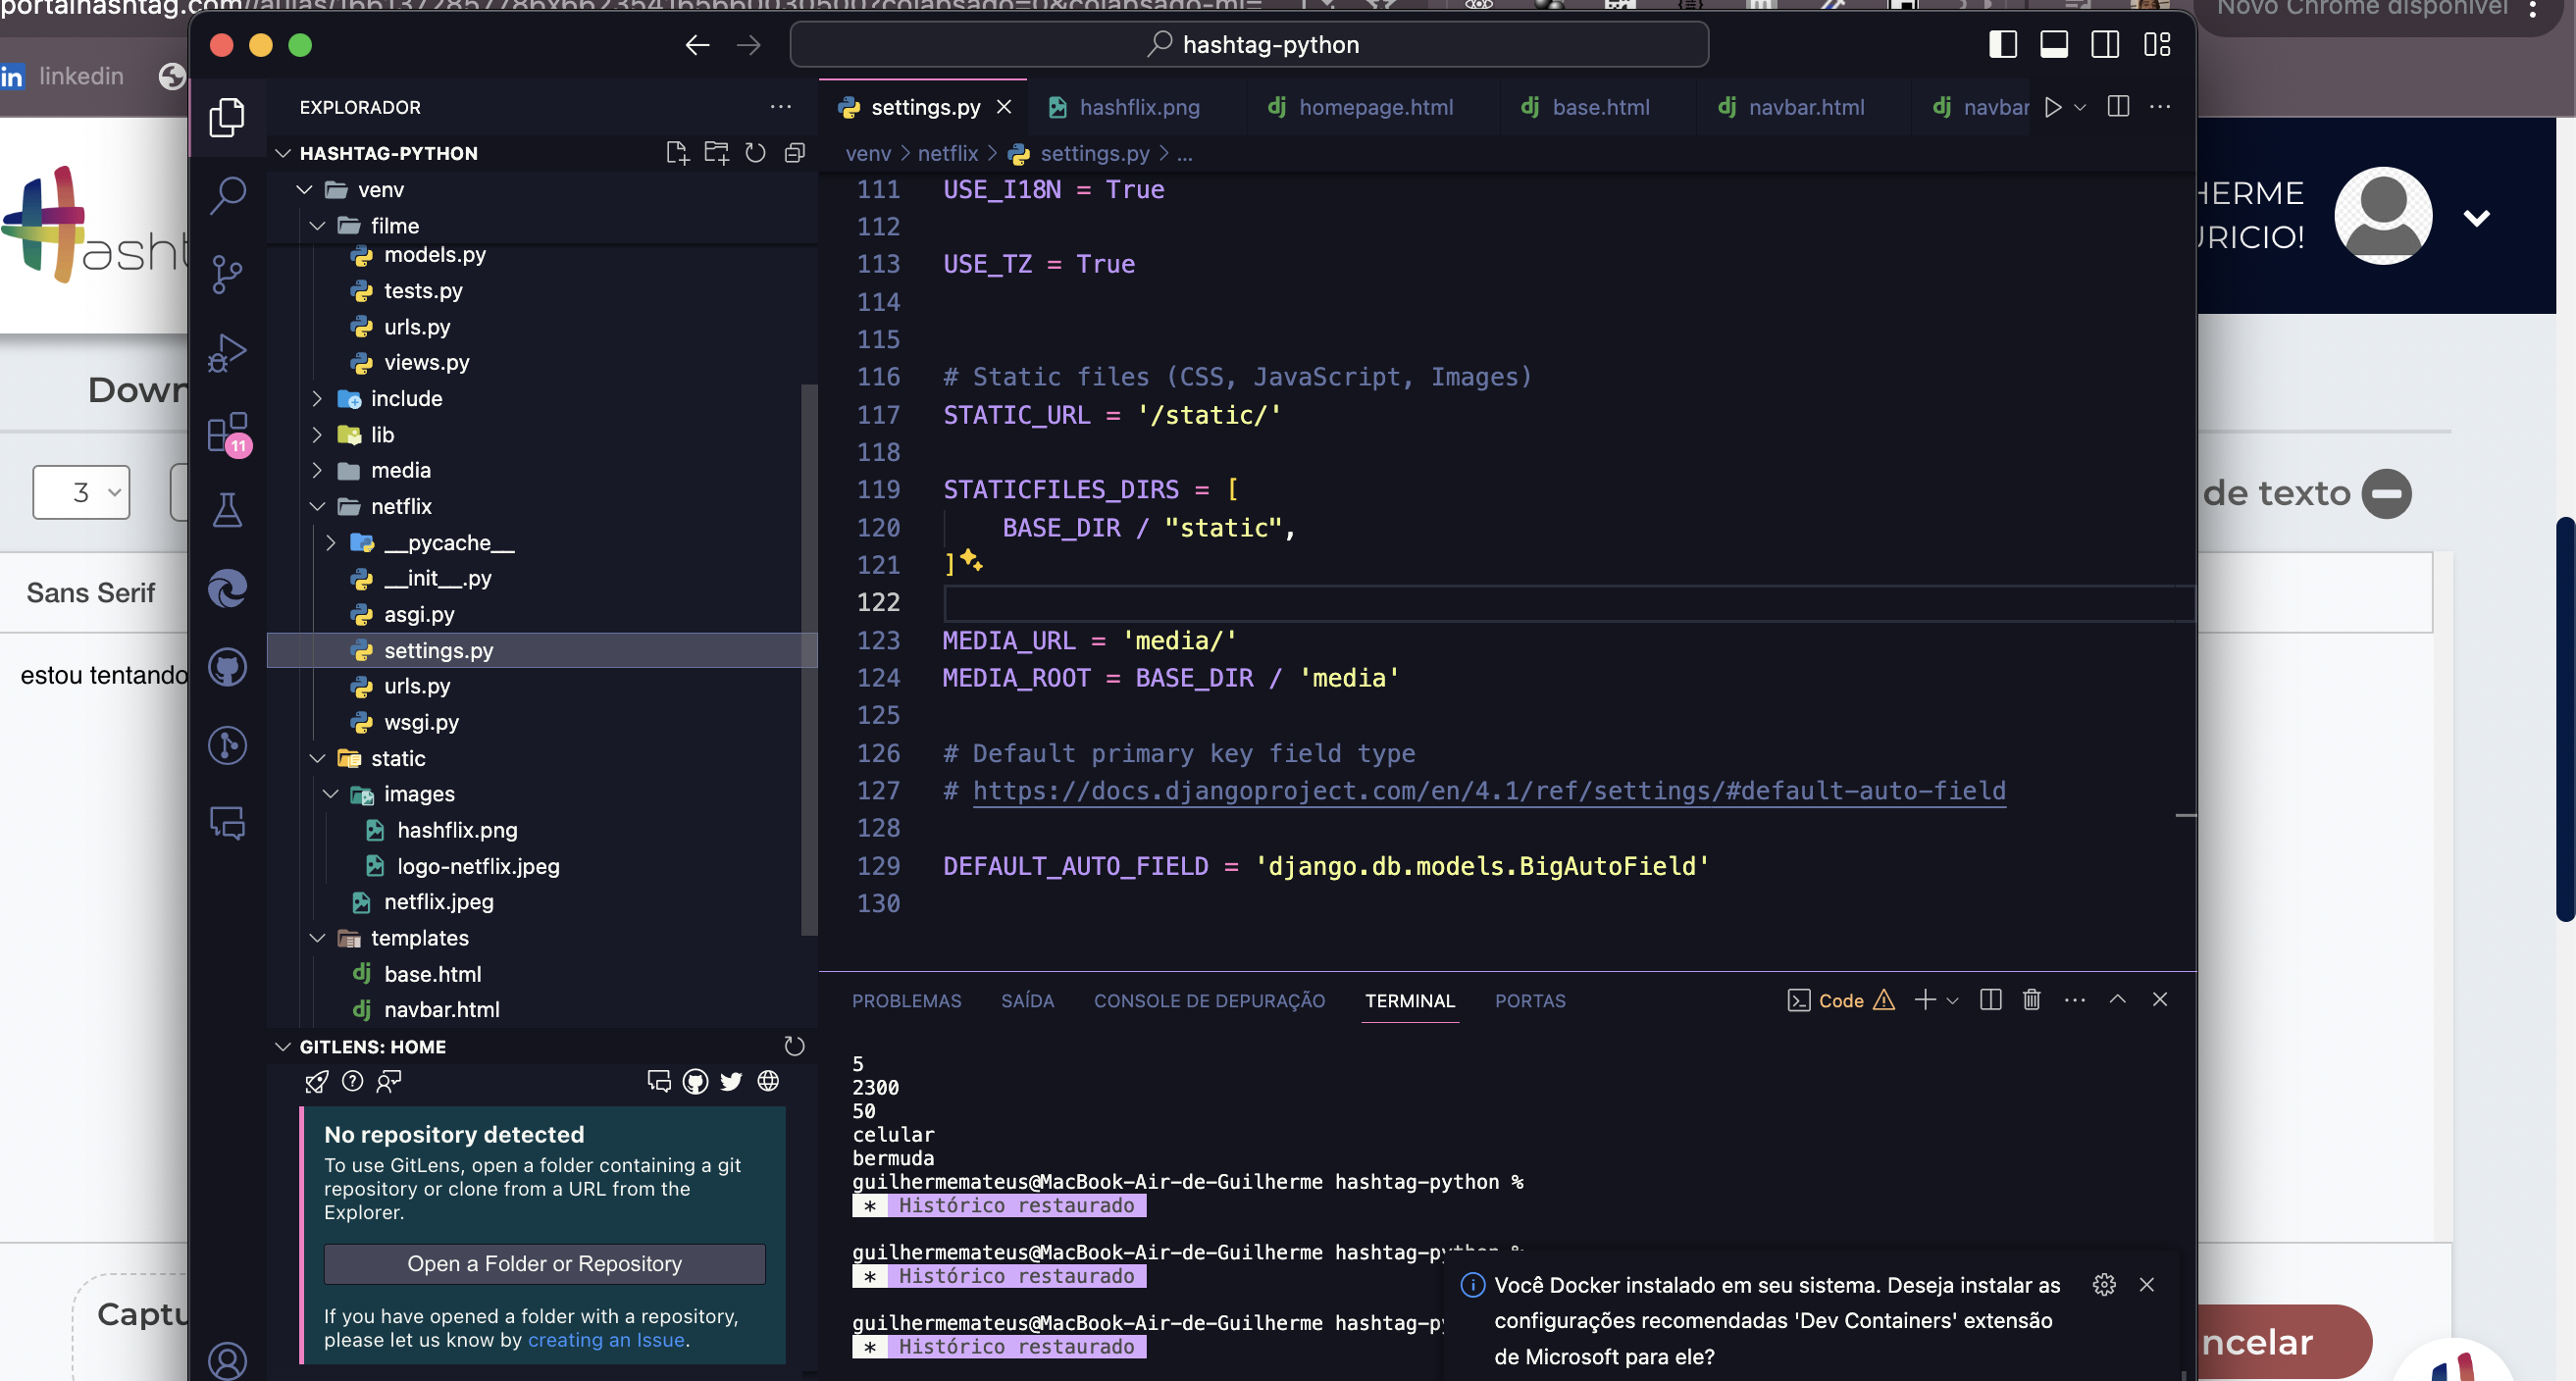 Novo Chrome disponível
linkedin
hashtag-python
EXPLORADOR
HASHTAG-PYTHON
venv
filme
models.py
tests.py
urls.py
views.py
include
lib
media
netflix
__pycache__
__init__.py
asgi.py
settings.py
urls.py
wsgi.py
static
images
hashflix.png
logo-netflix.jpeg
netflix.jpeg
templates
base.html
navbar.html
11
GITLENS: HOME
No repository detected
To use GitLens, open a folder containing a git
repository or clone from a URL from the
Explorer.
Open a Folder or Repository
If you have opened a folder with a repository,
please let us know by creating an Issue.
settings.py hashflix.png homepage.html base.html navbar.html navbar
venv > netflix > settings.py > ...
111 USE_I18N = True
112
113 USE_TZ = True
114
115
116 # Static files (CSS, JavaScript, Images)
117 STATIC_URL = '/static/'
118
119 STATICFILES_DIRS = [
120 BASE_DIR / "static",
121 ]
122
123 MEDIA_URL = 'media/'
124 MEDIA_ROOT = BASE_DIR / 'media'
125
126 # Default primary key field type
127 # https://docs.djangoproject.com/en/4.1/ref/settings/#default-auto-field
128
129 DEFAULT_AUTO_FIELD = 'django.db.models.BigAutoField'
130
PROBLEMAS SAÍDA CONSOLE DE DEPURAÇÃO TERMINAL PORTAS
Code
5
2300
50
celular
bermuda
guilhermemateus@MacBook-Air-de-Guilherme hashtag-python %
* Histórico restaurado
guilhermemateus@MacBook-Air-de-Guilherme hashtag-python %
* Histórico restaurado
guilhermemateus@MacBook-Air-de-Guilherme hashtag-py
* Histórico restaurado
Você Docker instalado em seu sistema. Deseja instalar as
configurações recomendadas 'Dev Containers' extensão
de Microsoft para ele?
asht
Down
3
Sans Serif
estou tentando
Captu
HERME
URICIO!
de texto
ncelar